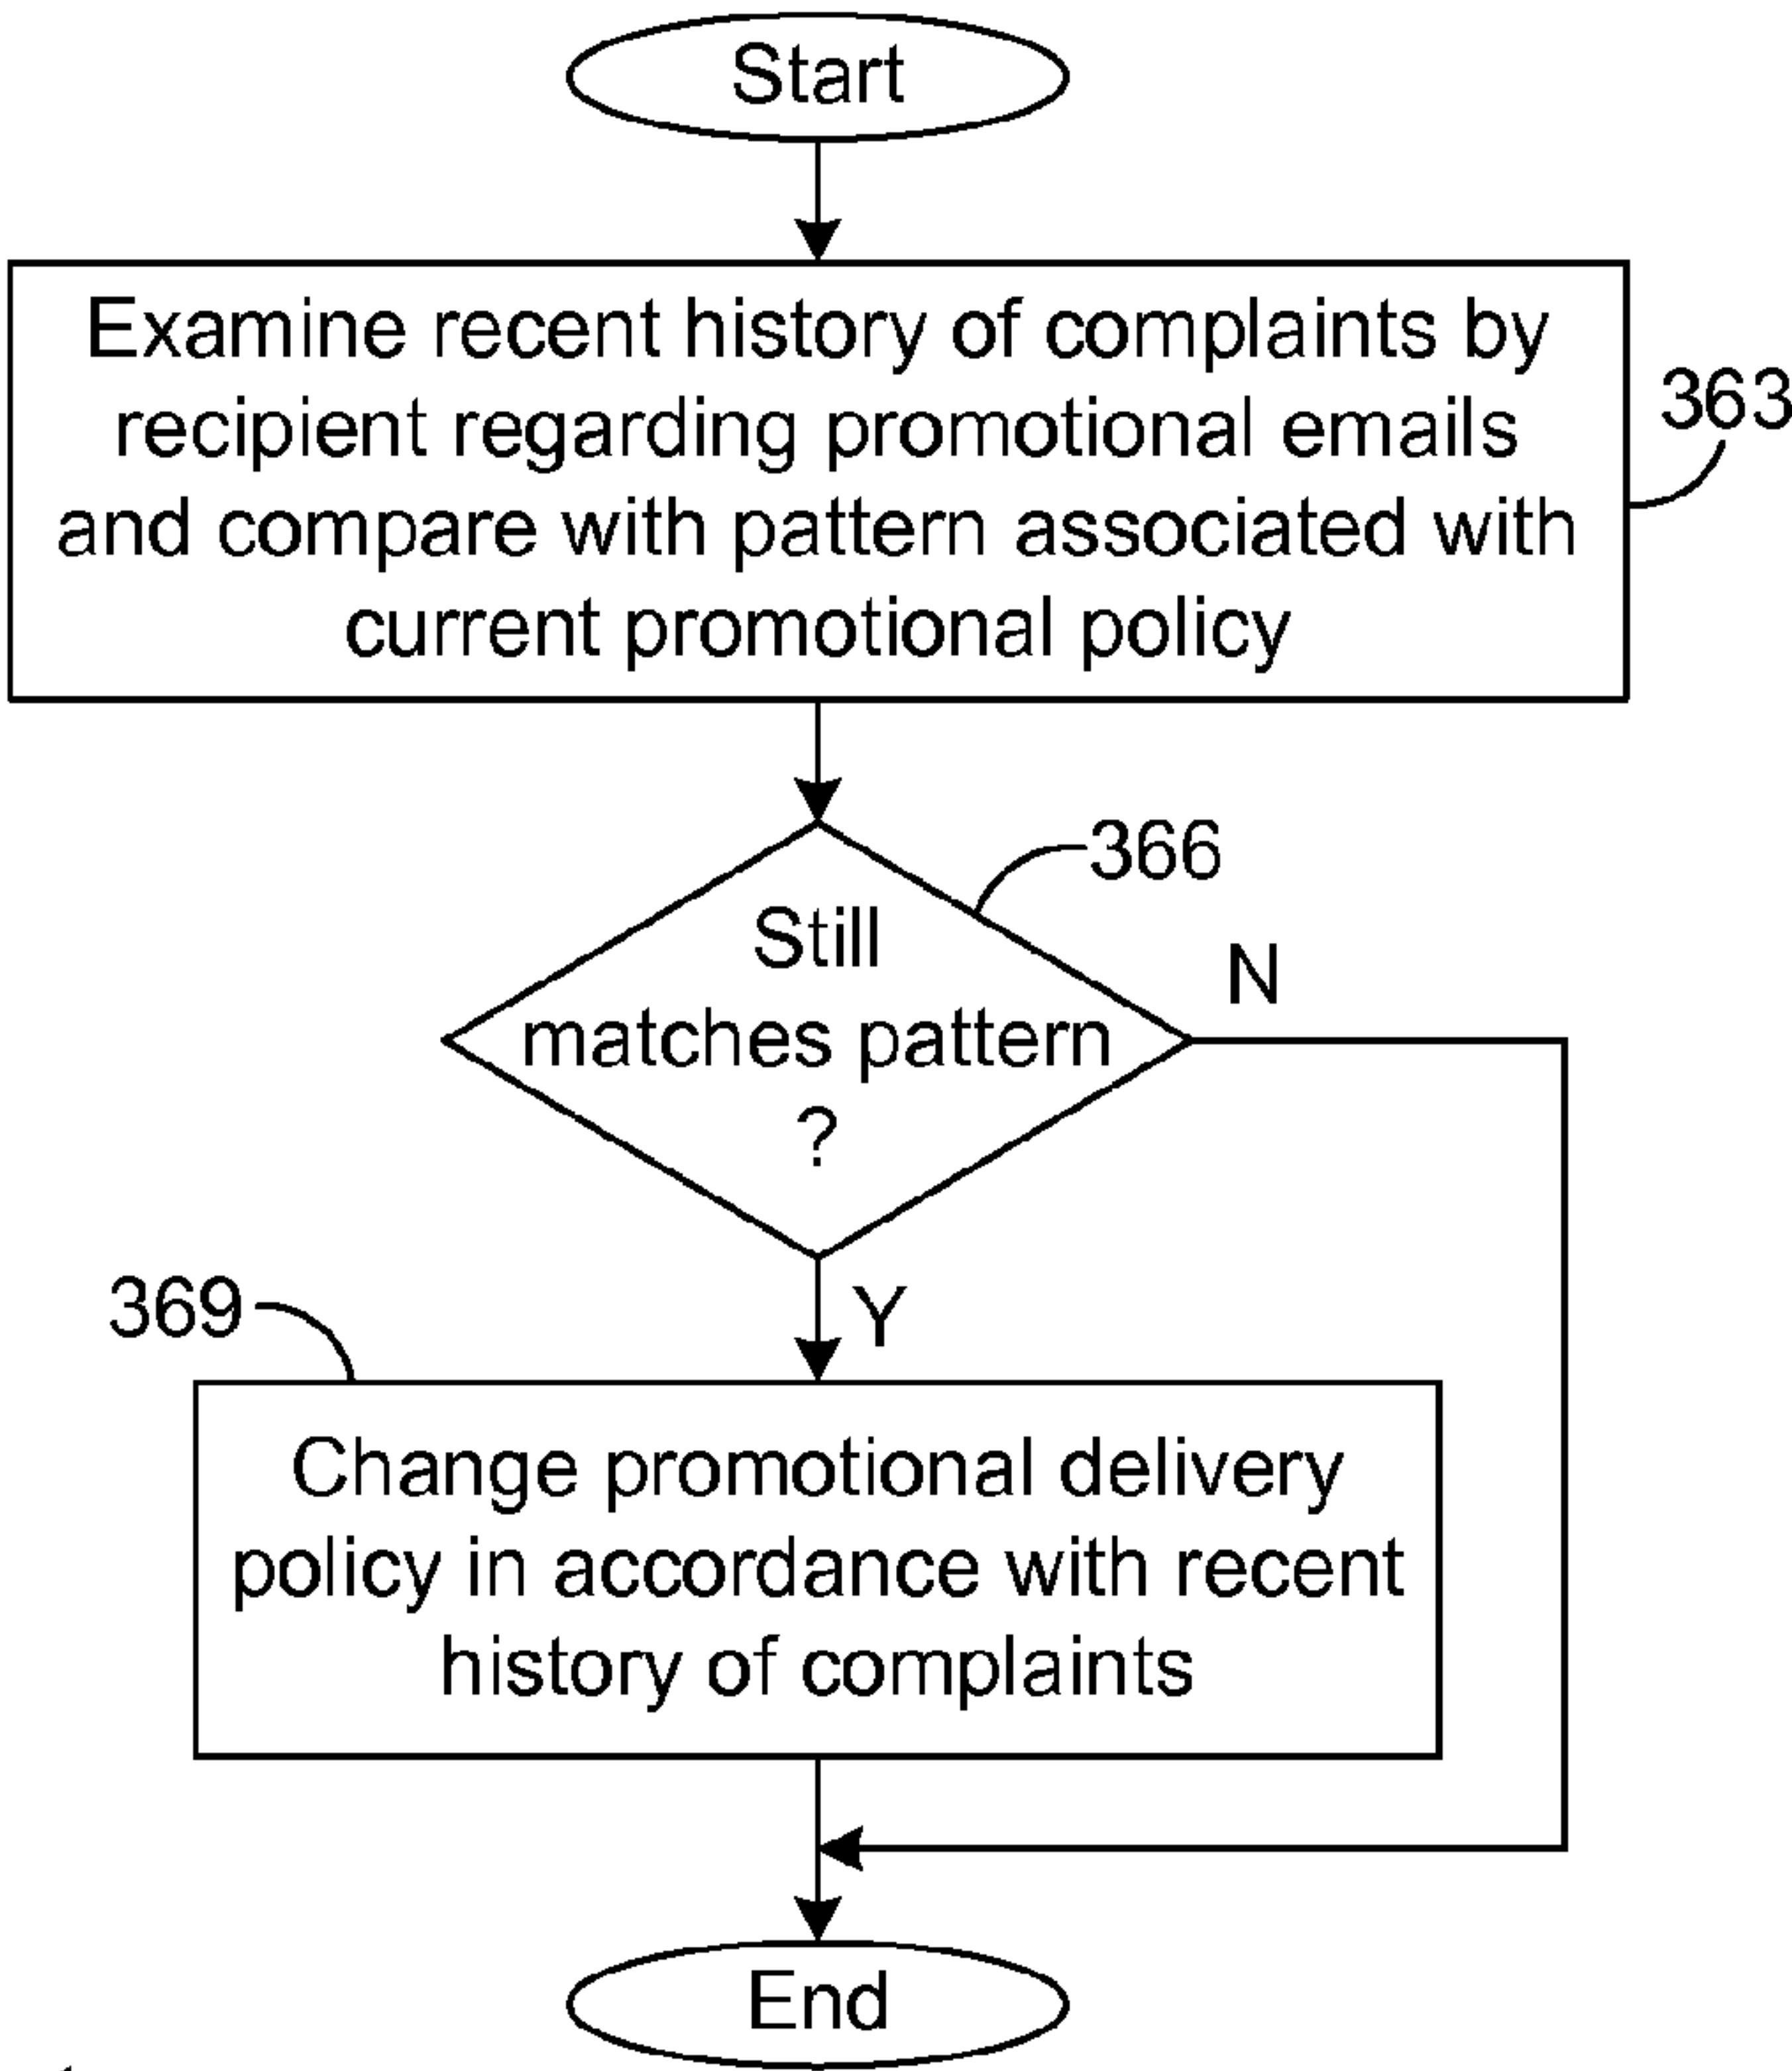 Start
Examine recent history of complaints by
recipient regarding promotional emails
and compare with pattern associated with
current promotional policy
363
366
Still
matches pattern
?
N
Y
369
Change promotional delivery
policy in accordance with recent
history of complaints
End